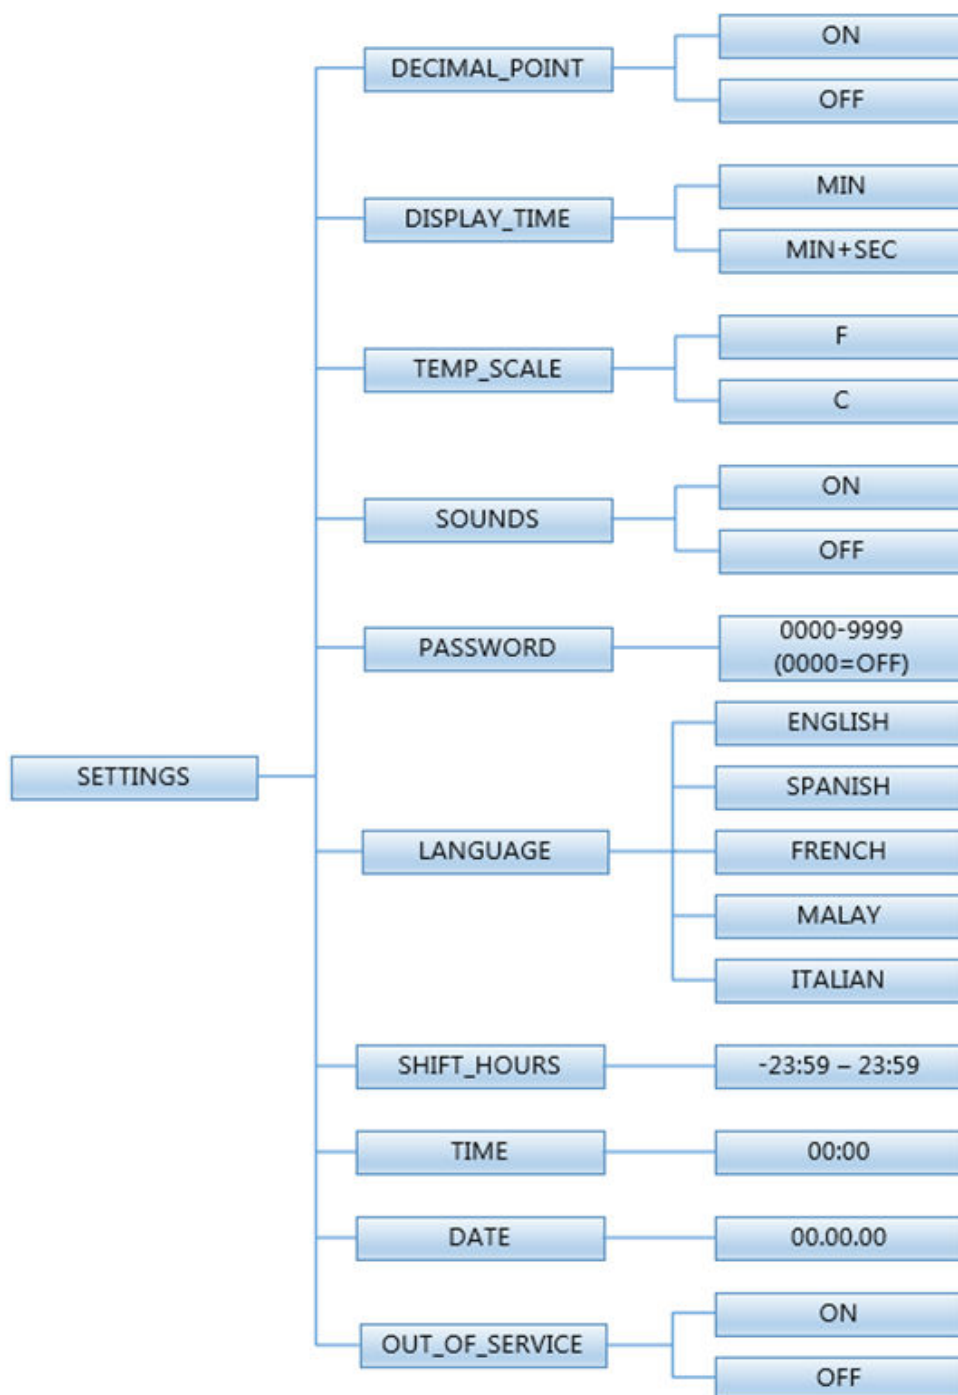 SETTINGS
DECIMAL_POINT
ON
OFF
DISPLAY_TIME
MIN
MIN+SEC
TEMP_SCALE
F
C
SOUNDS
ON
OFF
PASSWORD
0000-9999
(0000=OFF)
LANGUAGE
ENGLISH
SPANISH
FRENCH
MALAY
ITALIAN
SHIFT_HOURS
-23:59 – 23:59
TIME
00:00
DATE
00.00.00
OUT_OF_SERVICE
ON
OFF